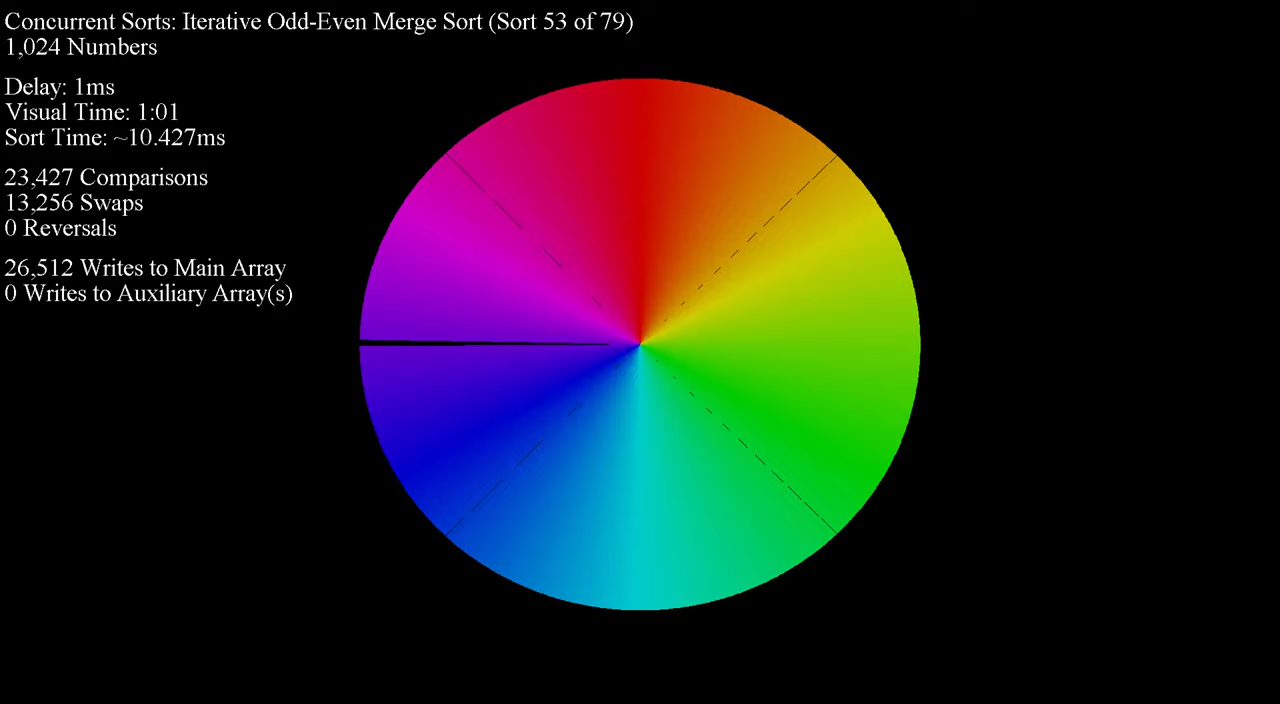 Concurrent Sorts: Iterative Odd-Even Merge Sort (Sort 53 of 79)
1,024 Numbers
Delay: 1ms
Visual Time: 1:01
Sort Time: ~10.427ms
23,427 Comparisons
13,256 Swaps
0 Reversals
26,512 Writes to Main Array
0 Writes to Auxiliary Array(s)